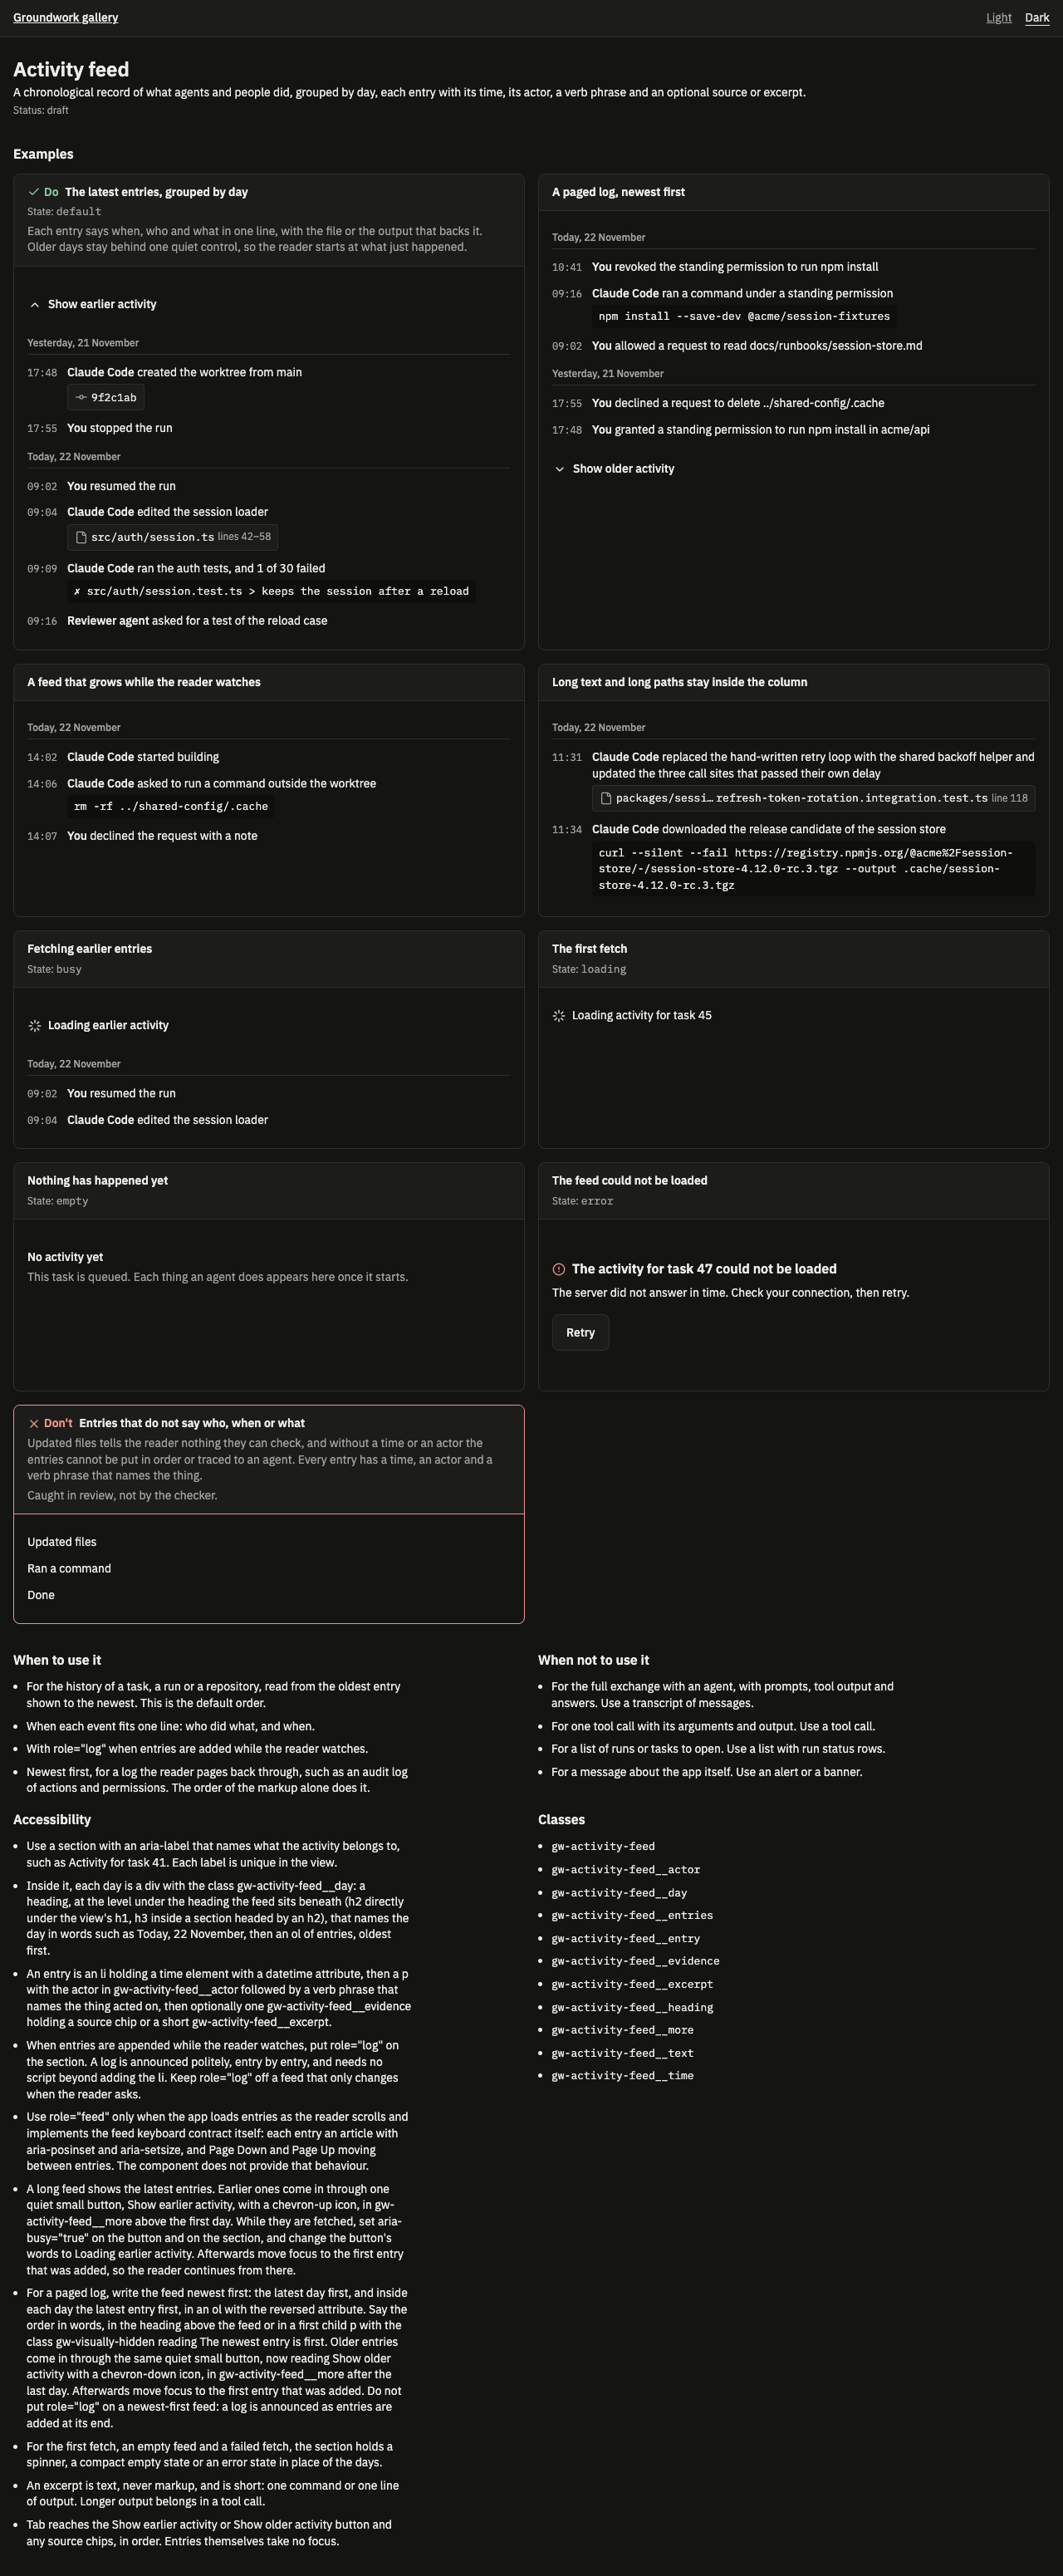 Groundwork gallery
Light Dark
Activity feed
A chronological record of what agents and people did, grouped by day, each entry with its time, its actor, a verb phrase and an optional source or excerpt.
Status: draft
Examples
Do The latest entries, grouped by day
State: default
Each entry says when, who and what in one line, with the file or the output that backs it.
Older days stay behind one quiet control, so the reader starts at what just happened.
Show earlier activity
Yesterday, 21 November
17:48 Claude Code created the worktree from main
9f2c1ab
17:55 You stopped the run
Today, 22 November
09:02 You resumed the run
09:04 Claude Code edited the session loader
src/auth/session.ts lines 42–58
09:09 Claude Code ran the auth tests, and 1 of 30 failed
✗ src/auth/session.test.ts > keeps the session after a reload
09:16 Reviewer agent asked for a test of the reload case
A paged log, newest first
Today, 22 November
10:41 You revoked the standing permission to run npm install
09:16 Claude Code ran a command under a standing permission
npm install --save-dev @acme/session-fixtures
09:02 You allowed a request to read docs/runbooks/session-store.md
Yesterday, 21 November
17:55 You declined a request to delete ../shared-config/.cache
17:48 You granted a standing permission to run npm install in acme/api
Show older activity
A feed that grows while the reader watches
Today, 22 November
14:02 Claude Code started building
14:06 Claude Code asked to run a command outside the worktree
rm -rf ../shared-config/.cache
14:07 You declined the request with a note
Long text and long paths stay inside the column
Today, 22 November
11:31 Claude Code replaced the hand-written retry loop with the shared backoff helper and
updated the three call sites that passed their own delay
packages/sessi… refresh-token-rotation.integration.test.ts line 118
11:34 Claude Code downloaded the release candidate of the session store
curl --silent --fail https://registry.npmjs.org/@acme%2Fsession-
store/-/session-store-4.12.0-rc.3.tgz --output .cache/session-
store-4.12.0-rc.3.tgz
Fetching earlier entries
State: busy
Loading earlier activity
Today, 22 November
09:02 You resumed the run
09:04 Claude Code edited the session loader
The first fetch
State: loading
Loading activity for task 45
Nothing has happened yet
State: empty
No activity yet
This task is queued. Each thing an agent does appears here once it starts.
The feed could not be loaded
State: error
The activity for task 47 could not be loaded
The server did not answer in time. Check your connection, then retry.
Retry
Don't Entries that do not say who, when or what
Updated files tells the reader nothing they can check, and without a time or an actor the
entries cannot be put in order or traced to an agent. Every entry has a time, an actor and a
verb phrase that names the thing.
Caught in review, not by the checker.
Updated files
Ran a command
Done
When to use it
• For the history of a task, a run or a repository, read from the oldest entry
shown to the newest. This is the default order.
• When each event fits one line: who did what, and when.
• With role="log" when entries are added while the reader watches.
• Newest first, for a log the reader pages back through, such as an audit log
of actions and permissions. The order of the markup alone does it.
When not to use it
• For the full exchange with an agent, with prompts, tool output and
answers. Use a transcript of messages.
• For one tool call with its arguments and output. Use a tool call.
• For a list of runs or tasks to open. Use a list with run status rows.
• For a message about the app itself. Use an alert or a banner.
Accessibility
• Use a section with an aria-label that names what the activity belongs to,
such as Activity for task 41. Each label is unique in the view.
• Inside it, each day is a div with the class gw-activity-feed__day: a
heading, at the level under the heading the feed sits beneath (h2 directly
under the view's h1, h3 inside a section headed by an h2), that names the
day in words such as Today, 22 November, then an ol of entries, oldest
first.
• An entry is an li holding a time element with a datetime attribute, then a p
with the actor in gw-activity-feed__actor followed by a verb phrase that
names the thing acted on, then optionally one gw-activity-feed__evidence
holding a source chip or a short gw-activity-feed__excerpt.
• When entries are appended while the reader watches, put role="log" on
the section. A log is announced politely, entry by entry, and needs no
script beyond adding the li. Keep role="log" off a feed that only changes
when the reader asks.
• Use role="feed" only when the app loads entries as the reader scrolls and
implements the feed keyboard contract itself: each entry an article with
aria-posinset and aria-setsize, and Page Down and Page Up moving
between entries. The component does not provide that behaviour.
• A long feed shows the latest entries. Earlier ones come in through one
quiet small button, Show earlier activity, with a chevron-up icon, in gw-
activity-feed__more above the first day. While they are fetched, set aria-
busy="true" on the button and on the section, and change the button's
words to Loading earlier activity. Afterwards move focus to the first entry
that was added, so the reader continues from there.
• For a paged log, write the feed newest first: the latest day first, and inside
each day the latest entry first, in an ol with the reversed attribute. Say the
order in words, in the heading above the feed or in a first child p with the
class gw-visually-hidden reading The newest entry is first. Older entries
come in through the same quiet small button, now reading Show older
activity with a chevron-down icon, in gw-activity-feed__more after the
last day. Afterwards move focus to the first entry that was added. Do not
put role="log" on a newest-first feed: a log is announced as entries are
added at its end.
• For the first fetch, an empty feed and a failed fetch, the section holds a
spinner, a compact empty state or an error state in place of the days.
• An excerpt is text, never markup, and is short: one command or one line
of output. Longer output belongs in a tool call.
• Tab reaches the Show earlier activity or Show older activity button and
any source chips, in order. Entries themselves take no focus.
Classes
• gw-activity-feed
• gw-activity-feed__actor
• gw-activity-feed__day
• gw-activity-feed__entries
• gw-activity-feed__entry
• gw-activity-feed__evidence
• gw-activity-feed__excerpt
• gw-activity-feed__heading
• gw-activity-feed__more
• gw-activity-feed__text
• gw-activity-feed__time